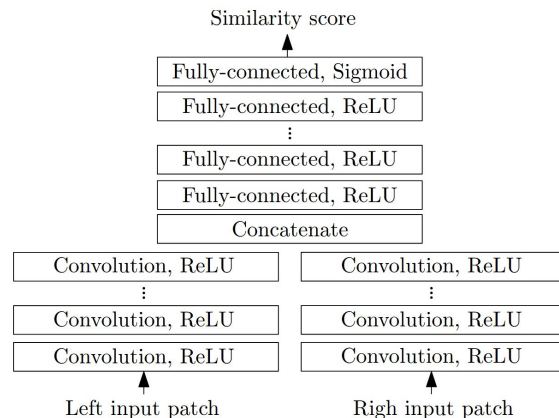 Similarity score
Fully-connected, Sigmoid
Fully-connected, ReLU
⋮
Fully-connected, ReLU
Fully-connected, ReLU
Concatenate
Convolution, ReLU Convolution, ReLU
⋮ ⋮
Convolution, ReLU Convolution, ReLU
Convolution, ReLU Convolution, ReLU
Left input patch Righ input patch